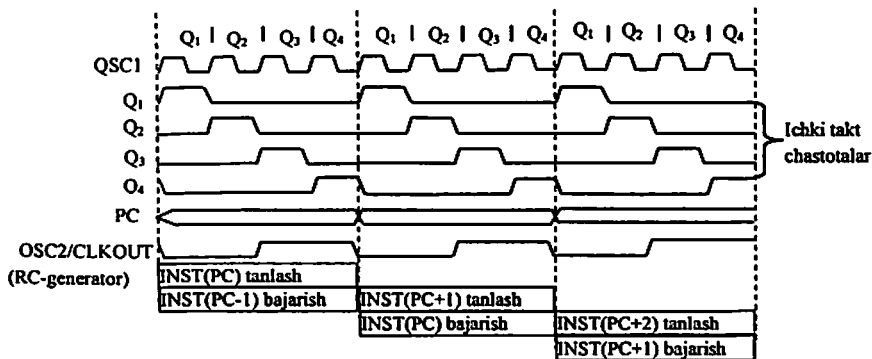 Q₁ | Q₂ | Q₃ | Q₄ Q₁ | Q₂ | Q₃ | Q₄ Q₁ | Q₂ | Q₃ | Q₄
QSC1
Q₁
Q₂
Q₃
O₄
Ichki takt
chastotalar
PC
OSC2/CLKOUT
(RC-generator)
INST(PC) tanlash
INST(PC-1) bajarish
INST(PC+1) tanlash
INST(PC) bajarish
INST(PC+2) tanlash
INST(PC+1) bajarish